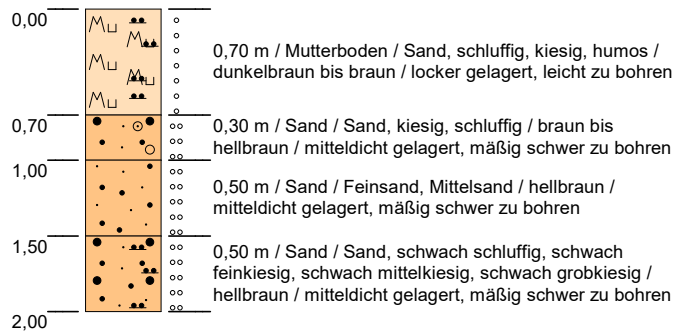 0,00
0,70 m / Mutterboden / Sand, schluffig, kiesig, humos /
dunkelbraun bis braun / locker gelagert, leicht zu bohren
0,70
0,30 m / Sand / Sand, kiesig, schluffig / braun bis
hellbraun / mitteldicht gelagert, mäßig schwer zu bohren
1,00
0,50 m / Sand / Feinsand, Mittelsand / hellbraun /
mitteldicht gelagert, mäßig schwer zu bohren
1,50
0,50 m / Sand / Sand, schwach schluffig, schwach
feinkiesig, schwach mittelkiesig, schwach grobkiesig /
hellbraun / mitteldicht gelagert, mäßig schwer zu bohren
2,00